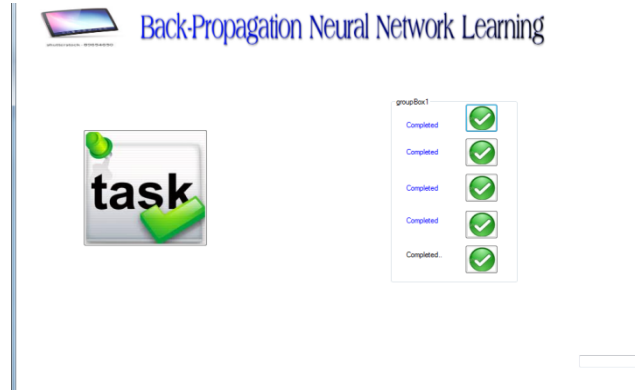 Back-Propagation Neural Network Learning
groupBox1
Completed
Completed
task
Completed
Completed
Completed..